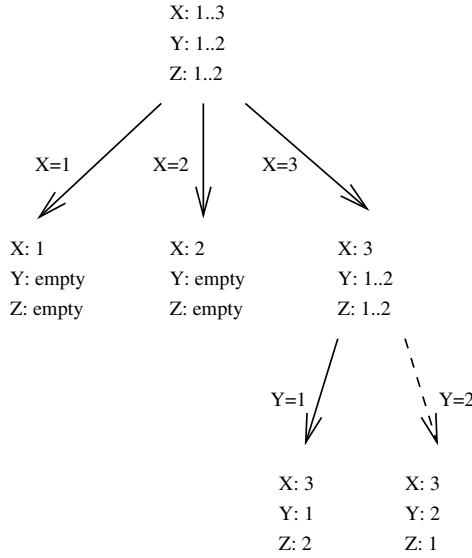 X: 1..3
Y: 1..2
Z: 1..2
X=1
X=2
X=3
X: 1
Y: empty
Z: empty
X: 2
Y: empty
Z: empty
X: 3
Y: 1..2
Z: 1..2
Y=1
Y=2
X: 3
Y: 1
Z: 2
X: 3
Y: 2
Z: 1